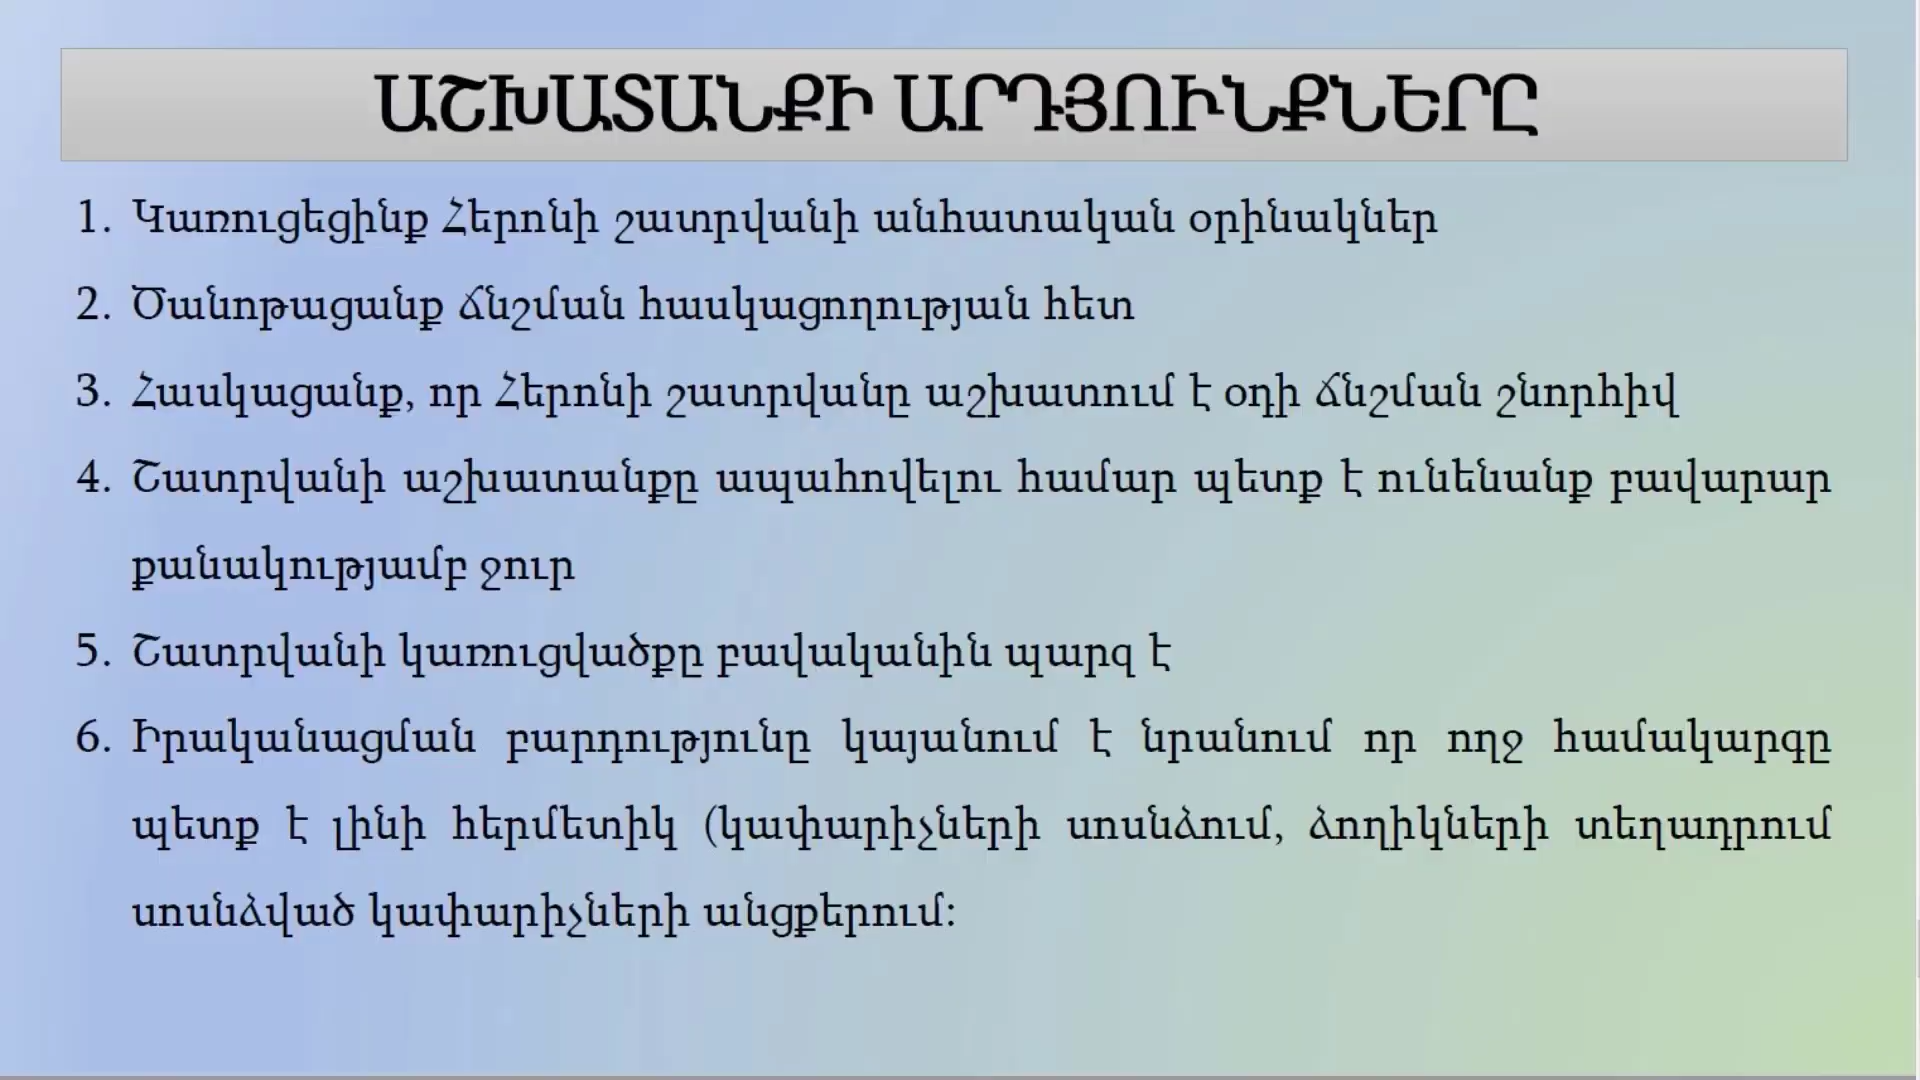 ԱՇԽԱՏԱՆՔԻ ԱՐԴՅՈՒՆՔՆԵՐԸ
1. Կառուցեցինք Հերոնի շատրվանի անհատական օրինակներ
2. Ծանոթացանք ճնշման հասկացողության հետ
3. Հասկացանք, որ Հերոնի շատրվանը աշխատում է օդի ճնշման շնորհիվ
4. Շատրվանի աշխատանքը ապահովելու համար պետք է ունենանք բավարար
քանակությամբ ջուր
5. Շատրվանի կառուցվածքը բավականին պարզ է
6. Իրականացման բարդությունը կայանում է նրանում որ ողջ համակարգը
պետք է լինի հերմետիկ (կափարիչների սոսնձում, ձողիկների տեղադրում
սոսնձված կափարիչների անցքերում: